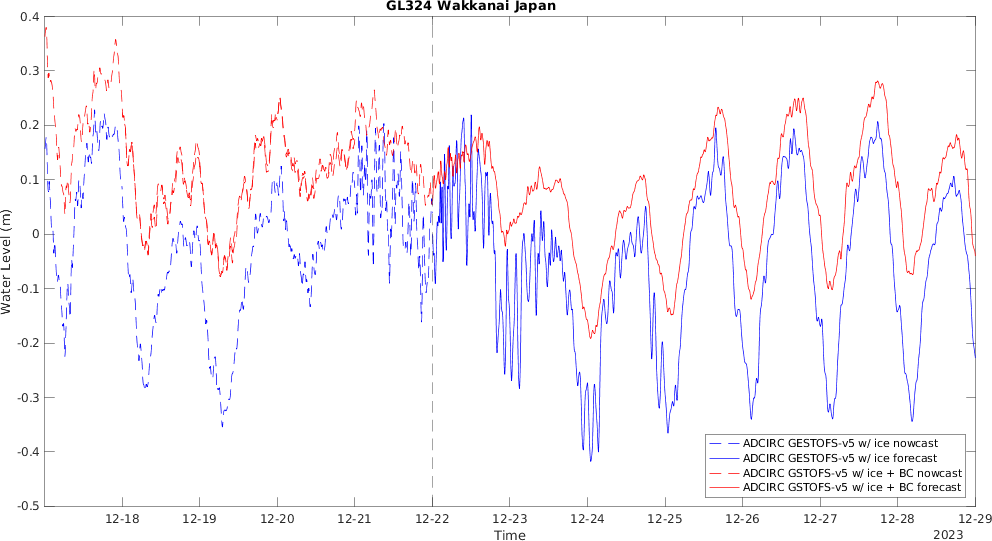 GL324 Wakkanai Japan
0.4
0.3
0.2
0.1
0
-0.1
-0.2
-0.3
-0.4
-0.5
Water Level (m)
ADCIRC GESTOFS-v5 w/ ice nowcast
ADCIRC GESTOFS-v5 w/ ice forecast
ADCIRC GSTOFS-v5 w/ ice + BC nowcast
ADCIRC GSTOFS-v5 w/ ice + BC forecast
12-18 12-19 12-20 12-21 12-22 12-23 12-24 12-25 12-26 12-27 12-28 12-29
Time
2023